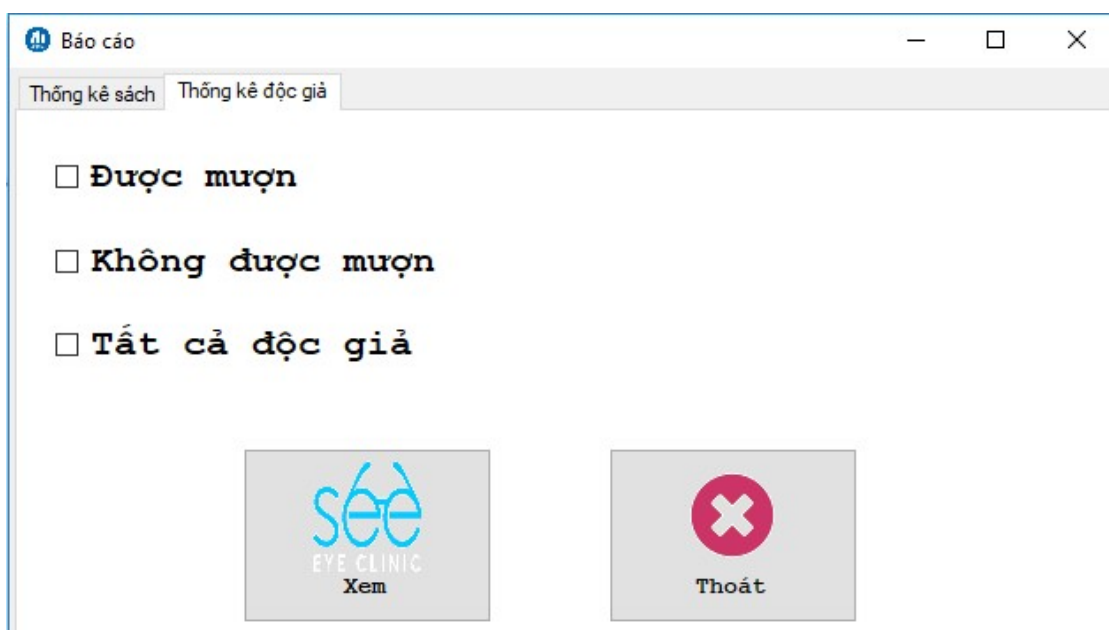 Báo cáo
Thống kê sách Thống kê độc giả
Được mượn
Không được mượn
Tất cả độc giả
see
EYE CLINIC
Xem
Thoát